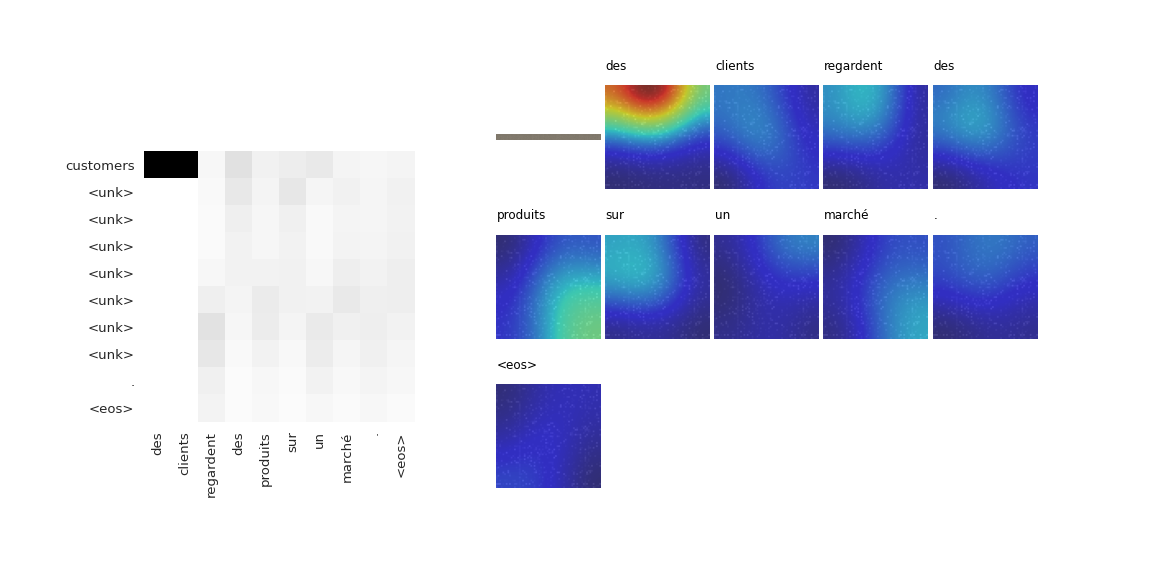 customers
<unk>
<unk>
<unk>
<unk>
<unk>
<unk>
<unk>
.
<eos>
des
clients
regardent
des
produits
sur
un
marché
.
<eos>
des clients regardent des
produits sur un marché .
<eos>